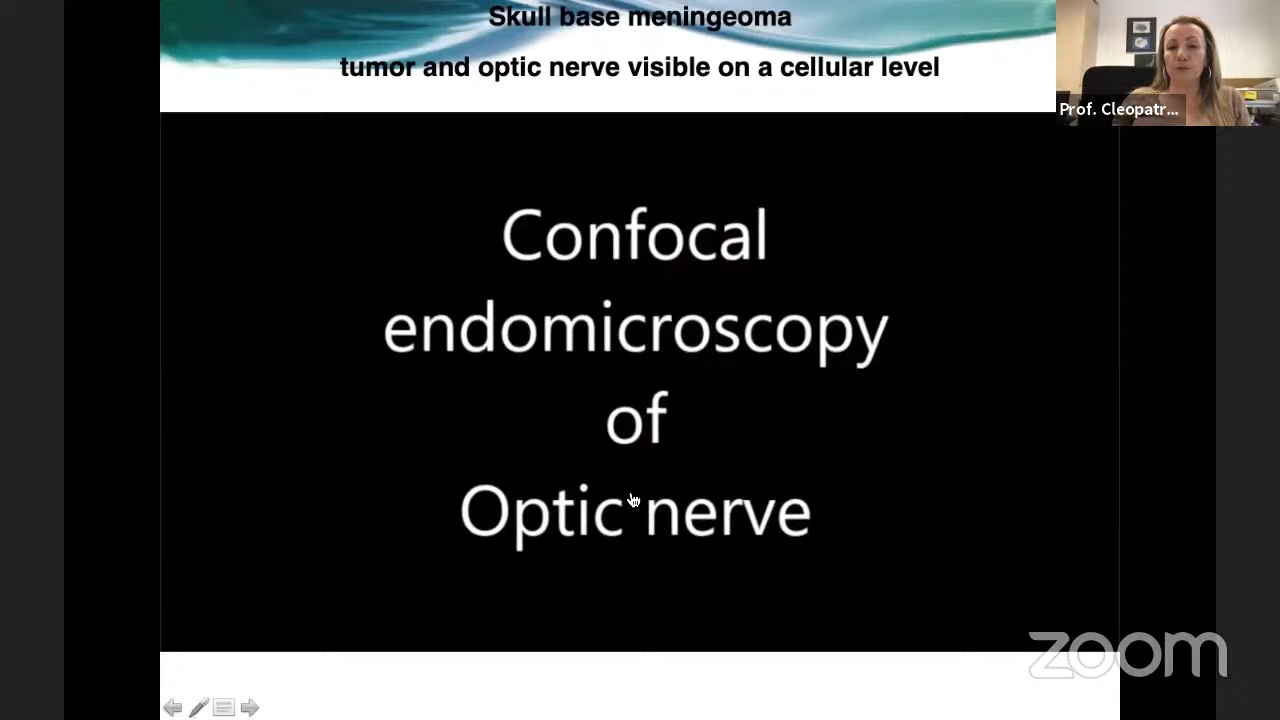 Skull base meningeoma
tumor and optic nerve visible on a cellular level
Prof. Cleopatr...
Confocal
endomicroscopy
of
Optic nerve
zoom